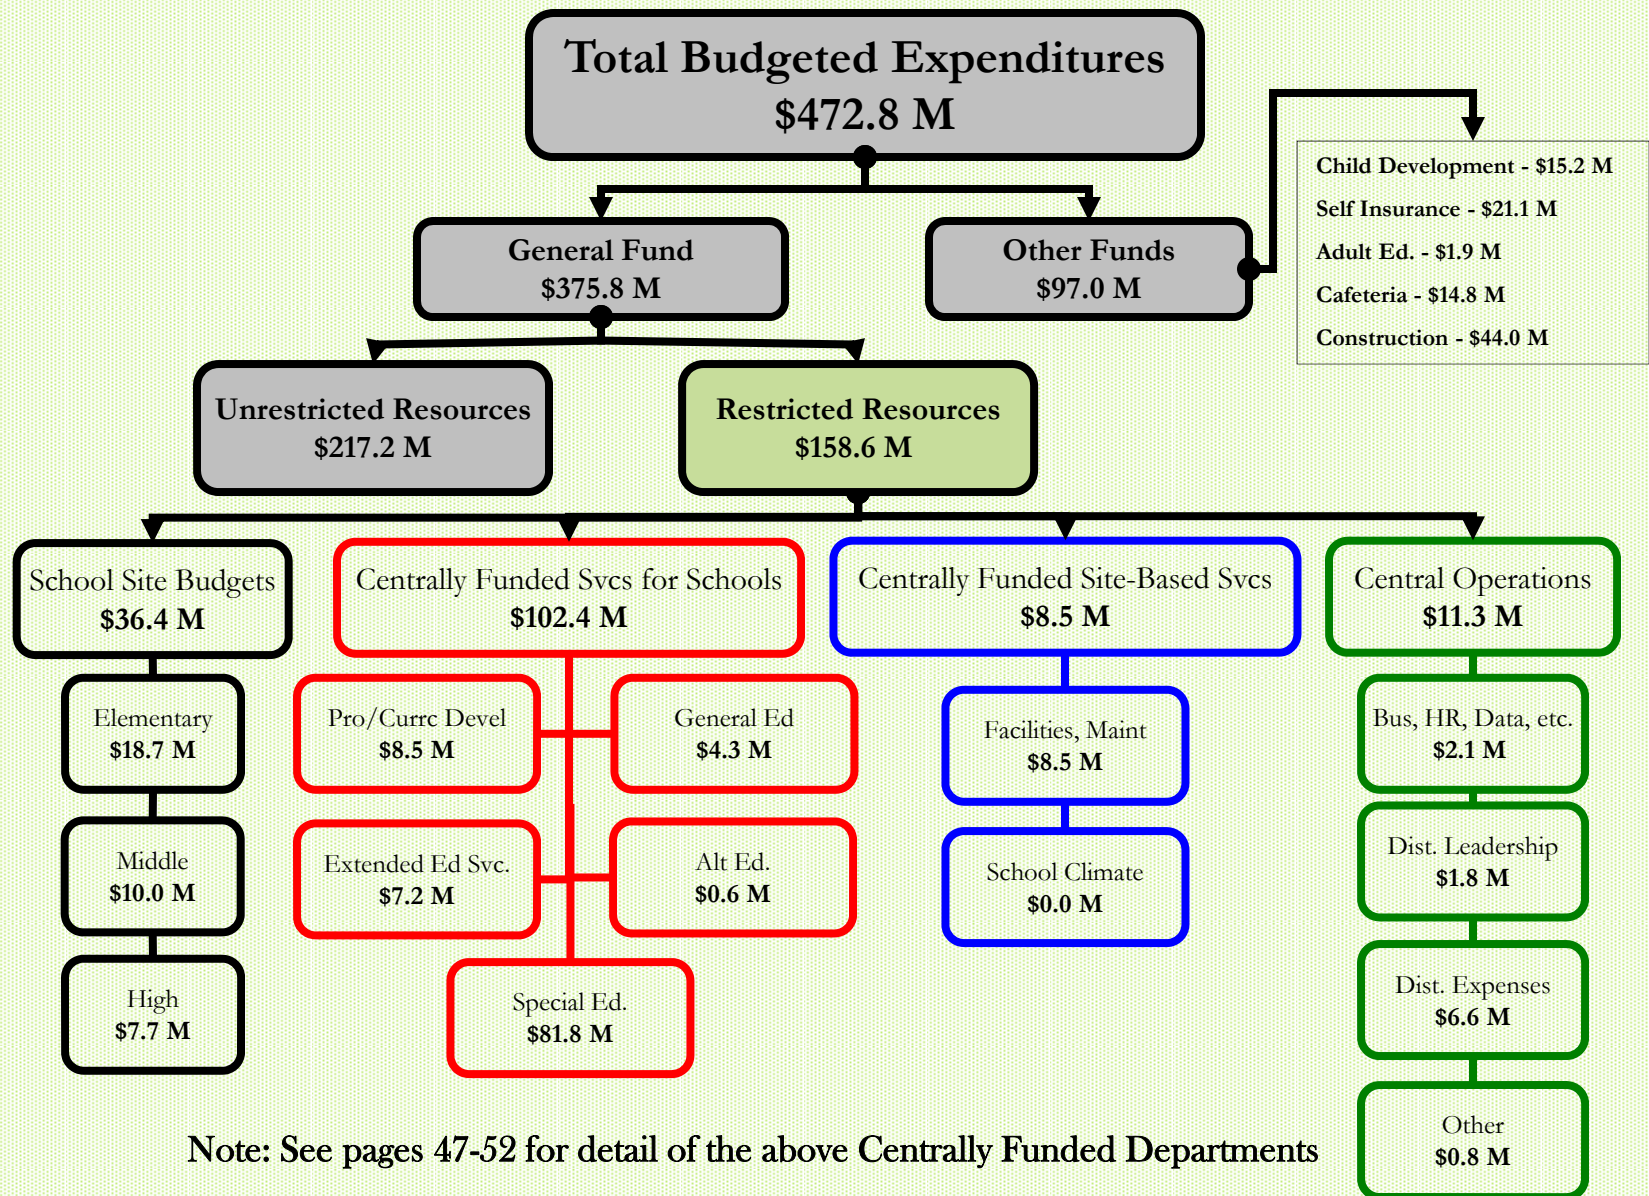 Total Budgeted Expenditures
$472.8 M
Child Development - $15.2 M
Self Insurance - $21.1 M
Adult Ed. - $1.9 M
Cafeteria - $14.8 M
Construction - $44.0 M
General Fund
$375.8 M
Other Funds
$97.0 M
Unrestricted Resources
$217.2 M
Restricted Resources
$158.6 M
School Site Budgets
$36.4 M
Centrally Funded Svcs for Schools
$102.4 M
Centrally Funded Site-Based Svcs
$8.5 M
Central Operations
$11.3 M
Elementary
$18.7 M
Middle
$10.0 M
High
$7.7 M
Pro/Currc Devel
$8.5 M
General Ed
$4.3 M
Extended Ed Svc.
$7.2 M
Alt Ed.
$0.6 M
Special Ed.
$81.8 M
Facilities, Maint
$8.5 M
School Climate
$0.0 M
Bus, HR, Data, etc.
$2.1 M
Dist. Leadership
$1.8 M
Dist. Expenses
$6.6 M
Other
$0.8 M
Note: See pages 47-52 for detail of the above Centrally Funded Departments